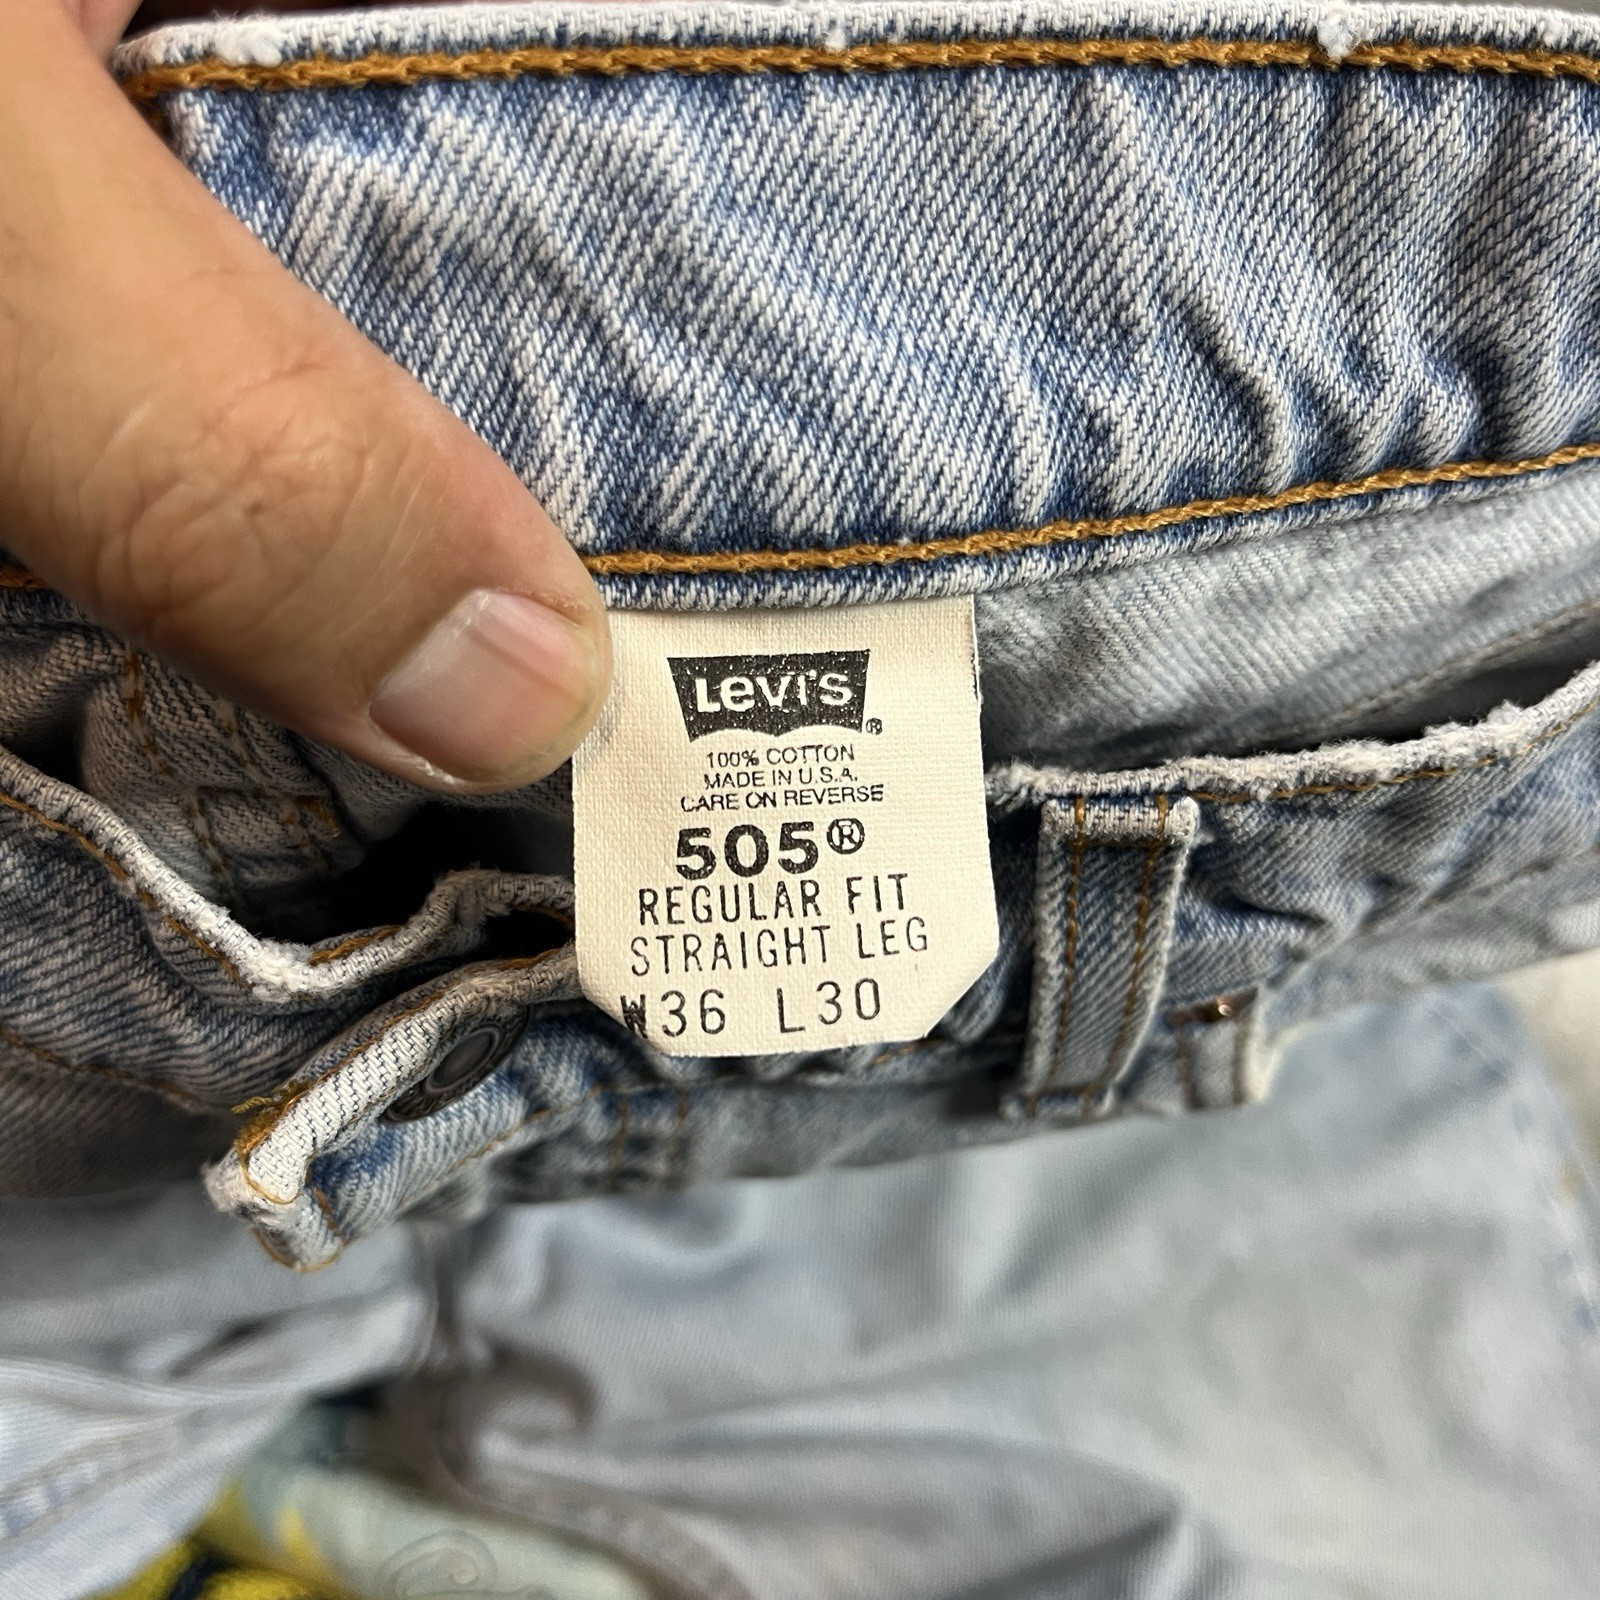 Levi's®
100% COTTON
MADE IN U.S.A.
CARE ON REVERSE
505®
REGULAR FIT
STRAIGHT LEG
W36 L30